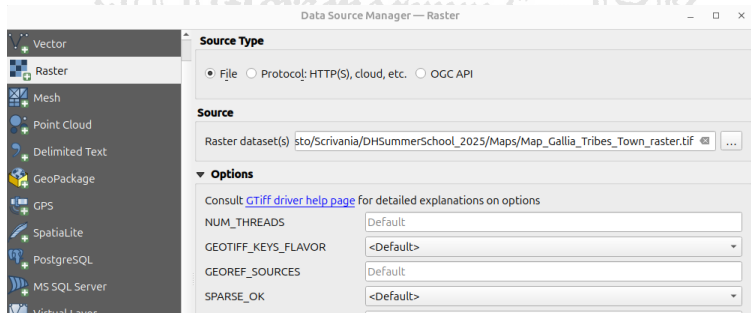 Data Source Manager — Raster
Vector
Raster
Mesh
Point Cloud
Delimited Text
GeoPackage
GPS
SpatiaLite
PostgreSQL
MS SQL Server
Virtual Layer
Source Type
File Protocol: HTTP(S), cloud, etc. OGC API
Source
Raster dataset(s) sto/Scrivania/DHSummerSchool_2025/Maps/Map_Gallia_Tribes_Town_raster.tif ...
Options
Consult GTiff driver help page for detailed explanations on options
NUM_THREADS Default
GEOTIFF_KEYS_FLAVOR <Default>
GEOREF_SOURCES Default
SPARSE_OK <Default>